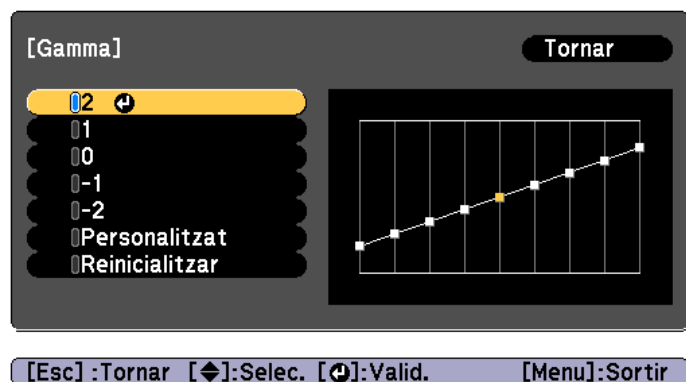 [Gamma]
Tornar
2
1
0
-1
-2
Personalitzat
Reinicialitzar
[Esc] :Tornar [◆]:Selec. [↵]:Valid. [Menu]:Sortir